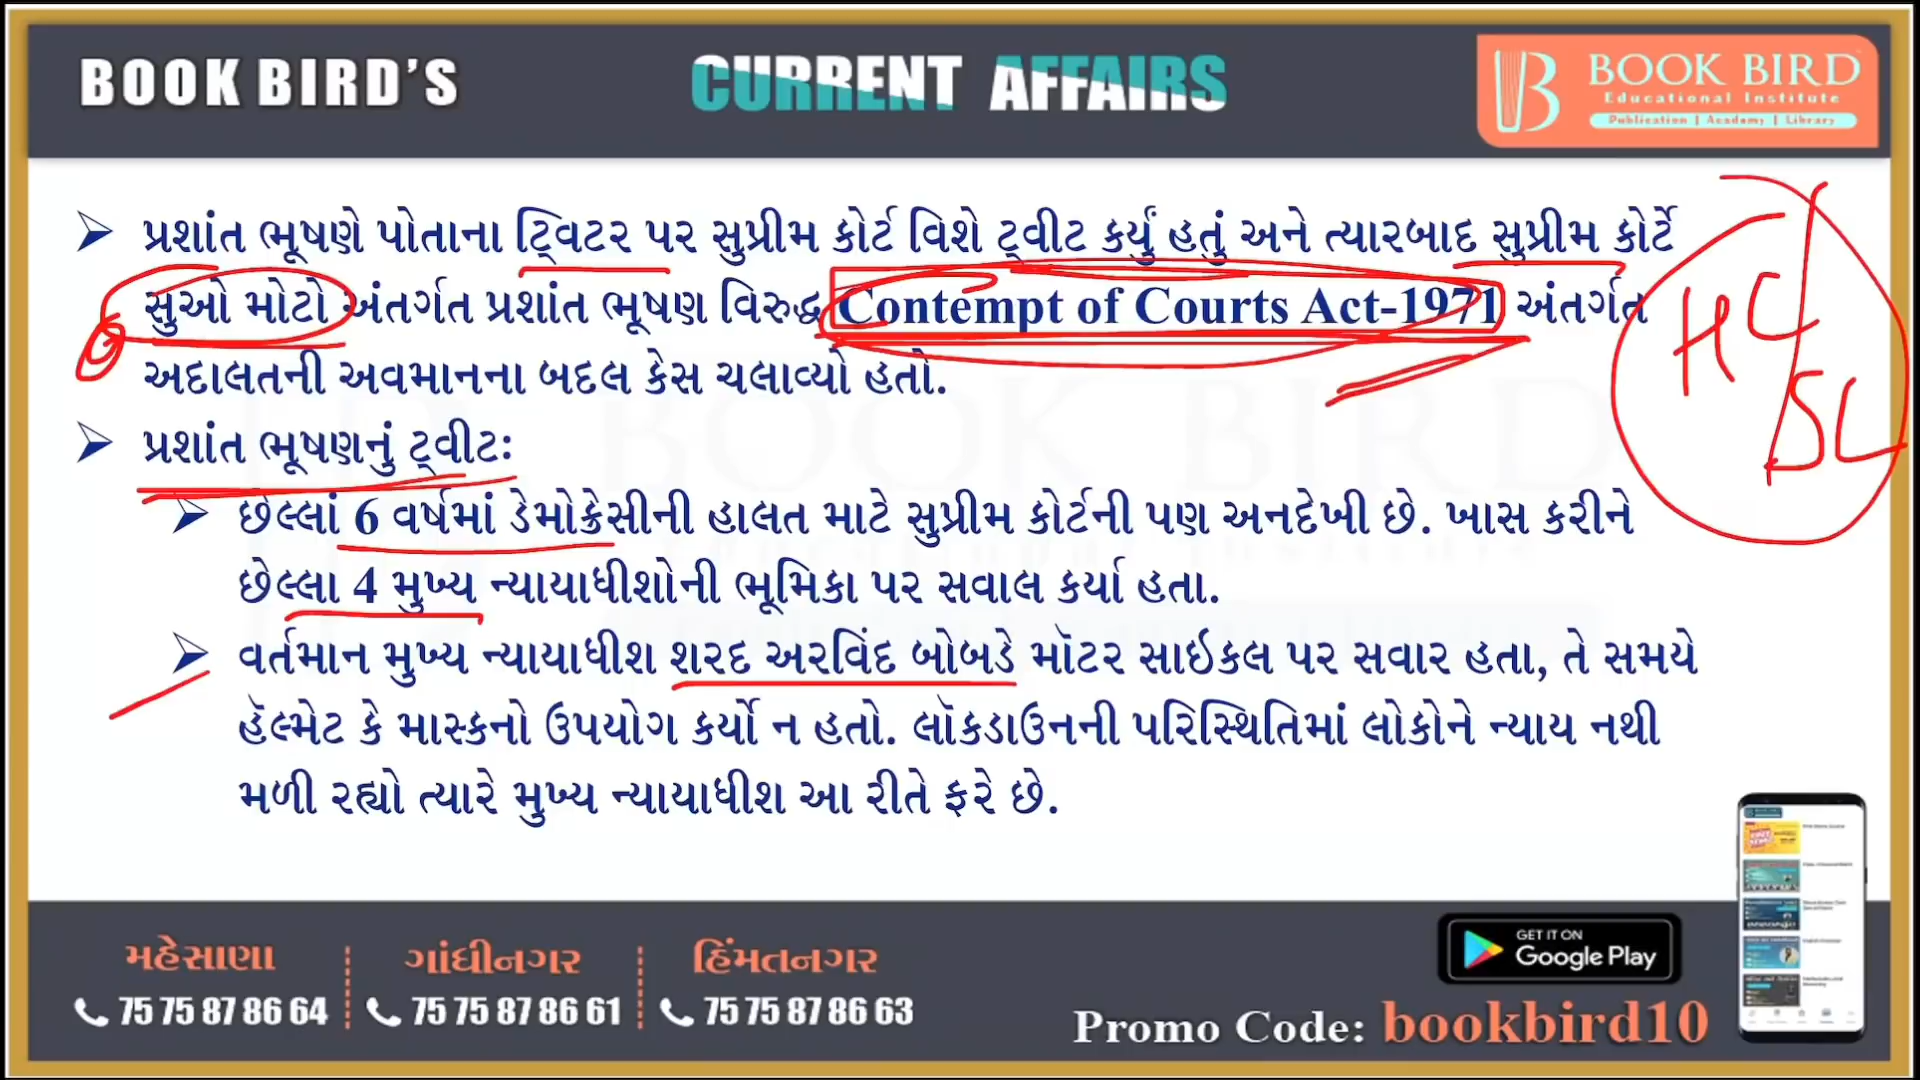 BOOK BIRD'S
CURRENT AFFAIRS
BOOK BIRD
Educational Institute
Publication | Academy | Library
➤ પ્રશાંત ભૂષણે પોતાના ટ્વિટર પર સુપ્રીમ કોર્ટ વિશે ટ્વીટ કર્યું હતું અને ત્યારબાદ સુપ્રીમ કોર્ટે
સુઓ મોટો અંતર્ગત પ્રશાંત ભૂષણ વિરુદ્ધ Contempt of Courts Act-1971 અંતર્ગત
અદાલતની અવમાનના બદલ કેસ ચલાવ્યો હતો.
HC/
SC
➤ પ્રશાંત ભૂષણનું ટ્વીટઃ
➤ છેલ્લાં 6 વર્ષમાં ડેમોક્રેસીની હાલત માટે સુપ્રીમ કોર્ટની પણ અનદેખી છે. ખાસ કરીને
છેલ્લા 4 મુખ્ય ન્યાયાધીશોની ભૂમિકા પર સવાલ કર્યા હતા.
➤ વર્તમાન મુખ્ય ન્યાયાધીશ શરદ અરવિંદ બોબડે મૉટર સાઇકલ પર સવાર હતા, તે સમયે
હૅલ્મેટ કે માસ્કનો ઉપયોગ કર્યો ન હતો. લૉકડાઉનની પરિસ્થિતિમાં લોકોને ન્યાય નથી
મળી રહ્યો ત્યારે મુખ્ય ન્યાયાધીશ આ રીતે ફરે છે.
BOOK BIRD
મહેસાણા
75 75 87 86 64
ગાંધીનગર
75 75 87 86 61
હિંમતનગર
75 75 87 86 63
GET IT ON
Google Play
Promo Code: bookbird10